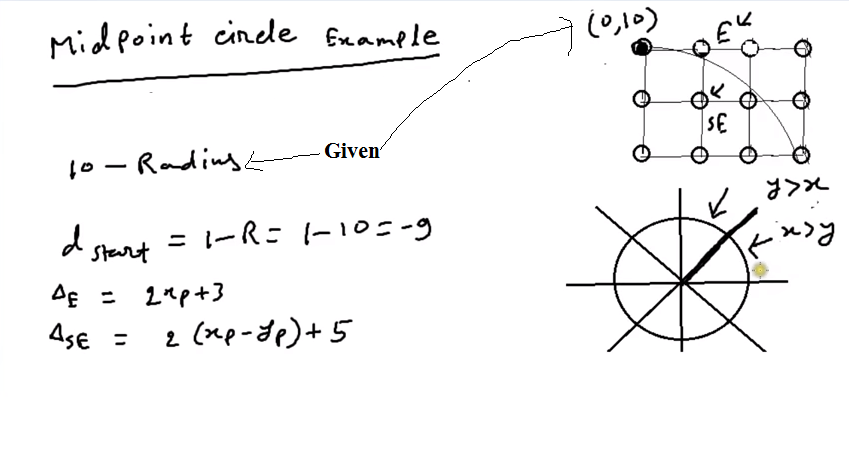 Midpoint circle Example
(0,10)
E
SE
Given
10 - Radius
y>x
x>y
d start = 1-R = 1-10 = -9
ΔE = 2xp+3
ΔSE = 2 (xp-yp)+5